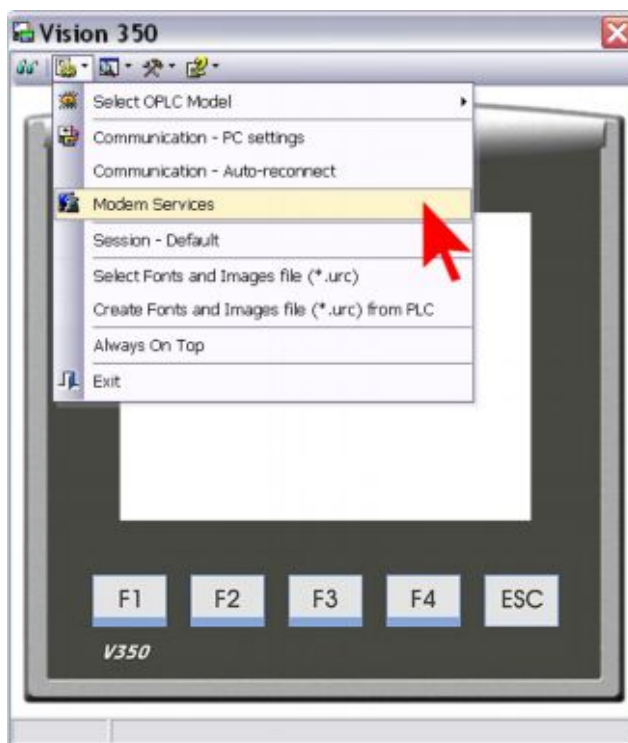 Vision 350
Select OPLC Model
Communication - PC settings
Communication - Auto-reconnect
Modem Services
Session - Default
Select Fonts and Images file (*.urc)
Create Fonts and Images file (*.urc) from PLC
Always On Top
Exit
F1 F2 F3 F4 ESC
V350